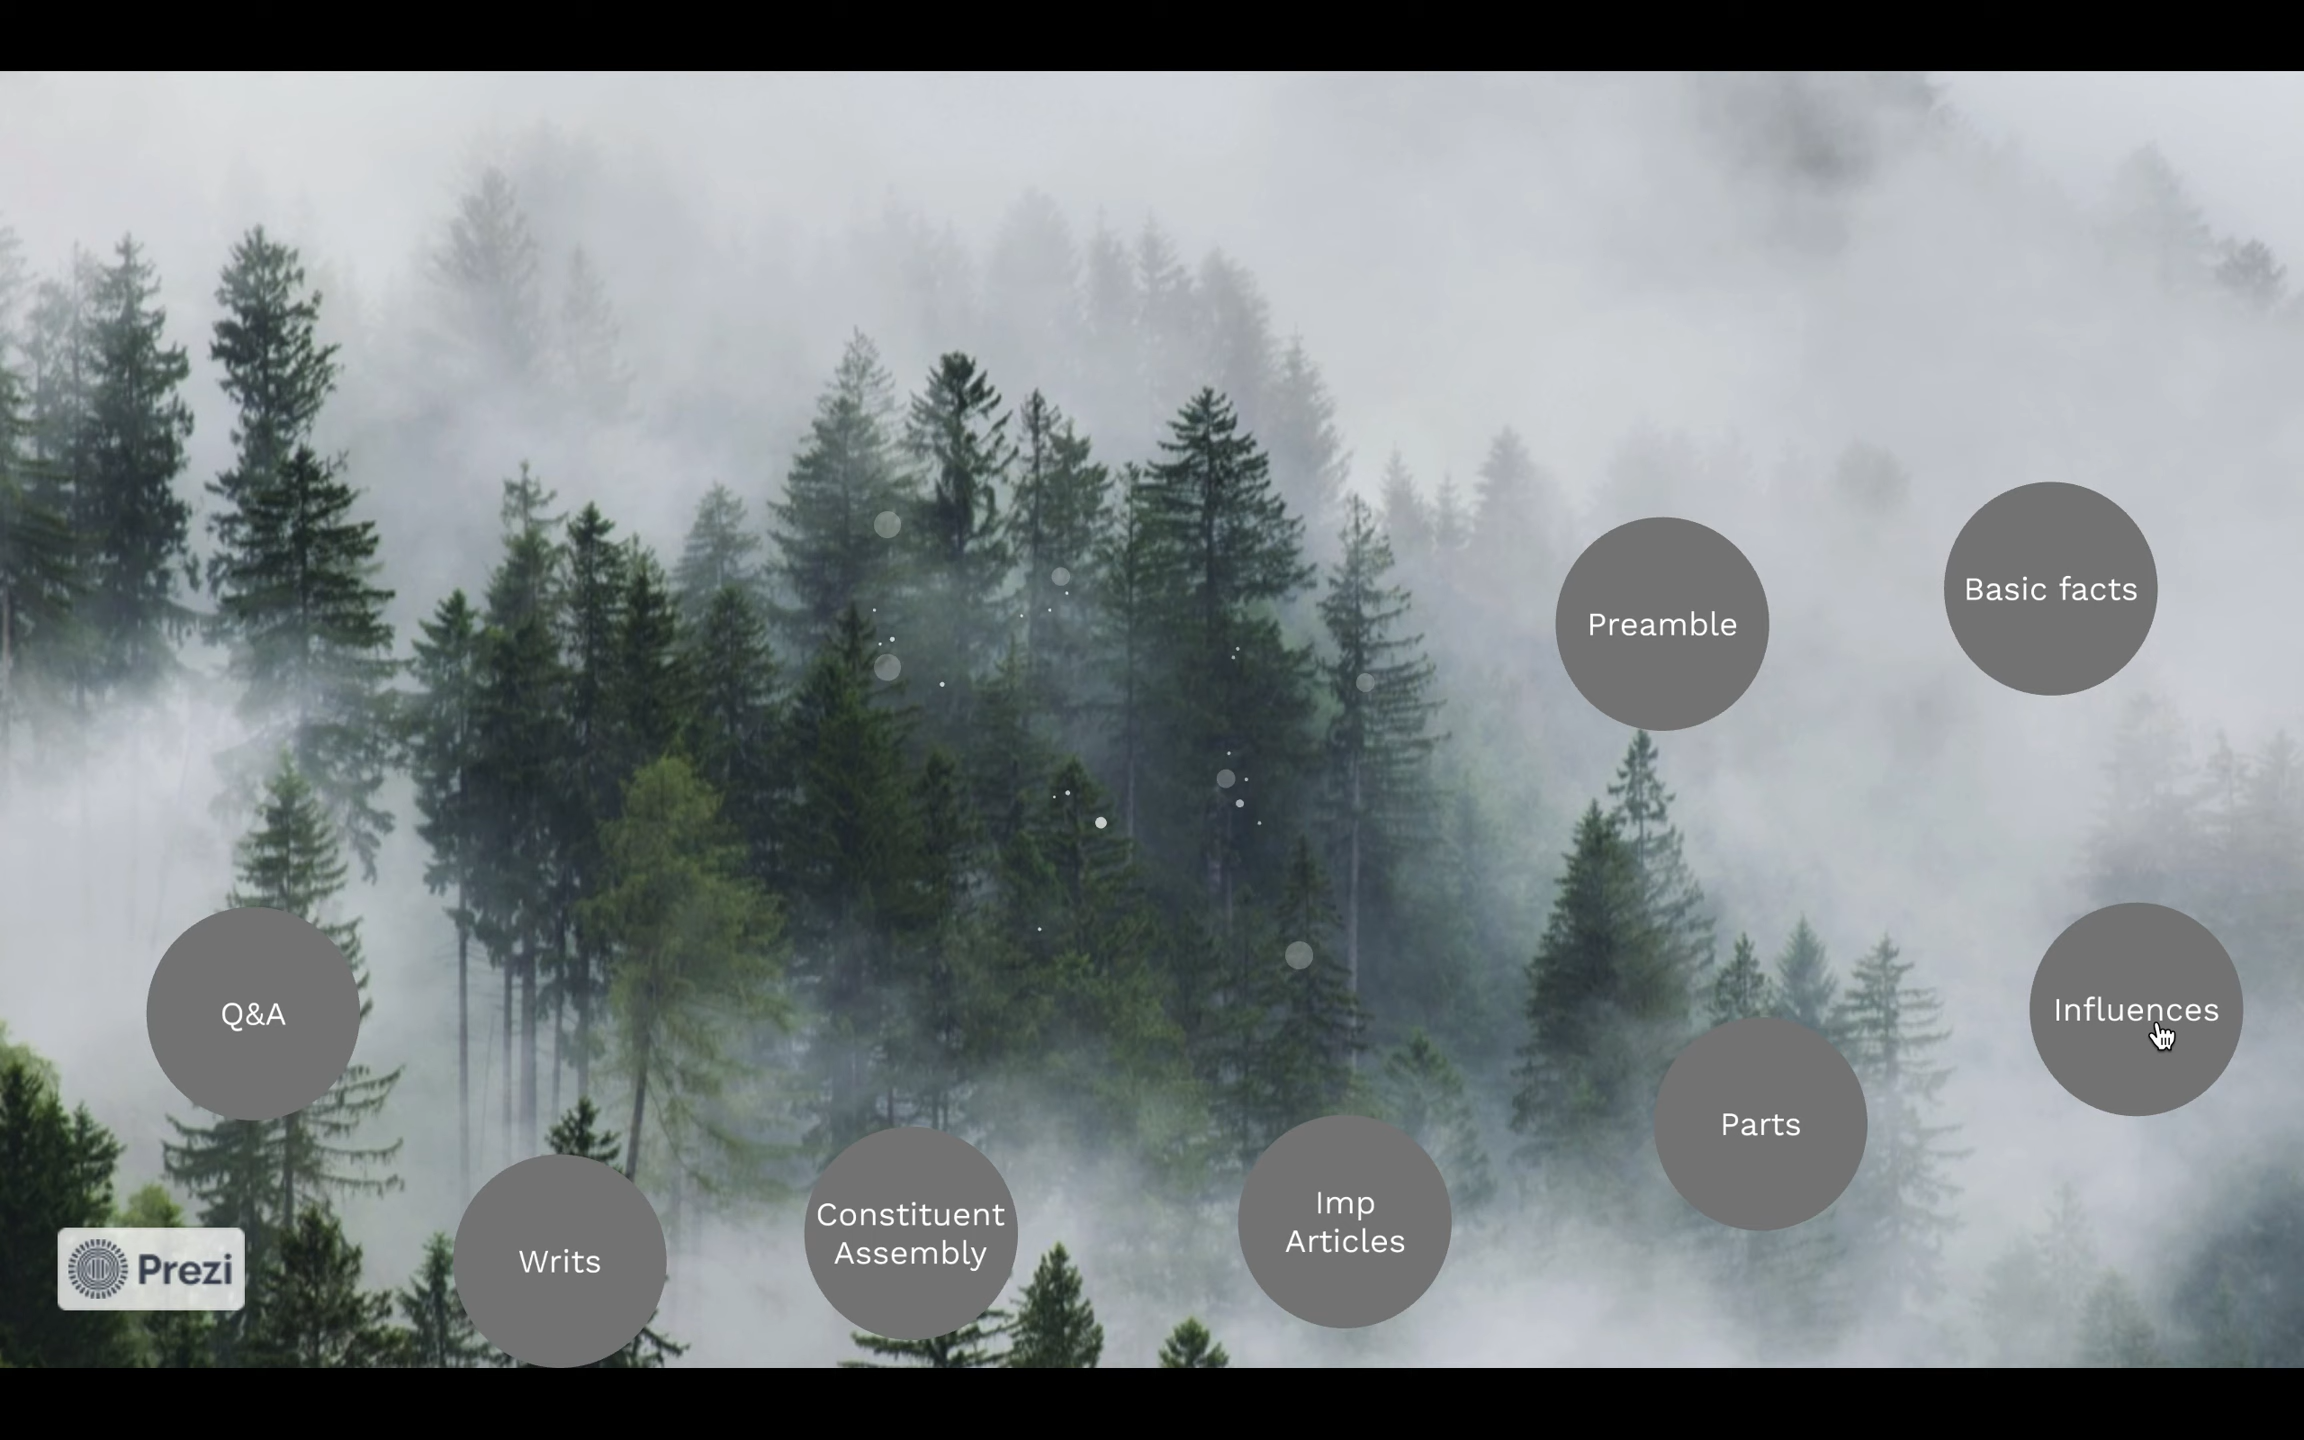 Basic facts
Preamble
Influences
Q&A
Parts
Imp
Articles
Constituent
Assembly
Writs
Prezi